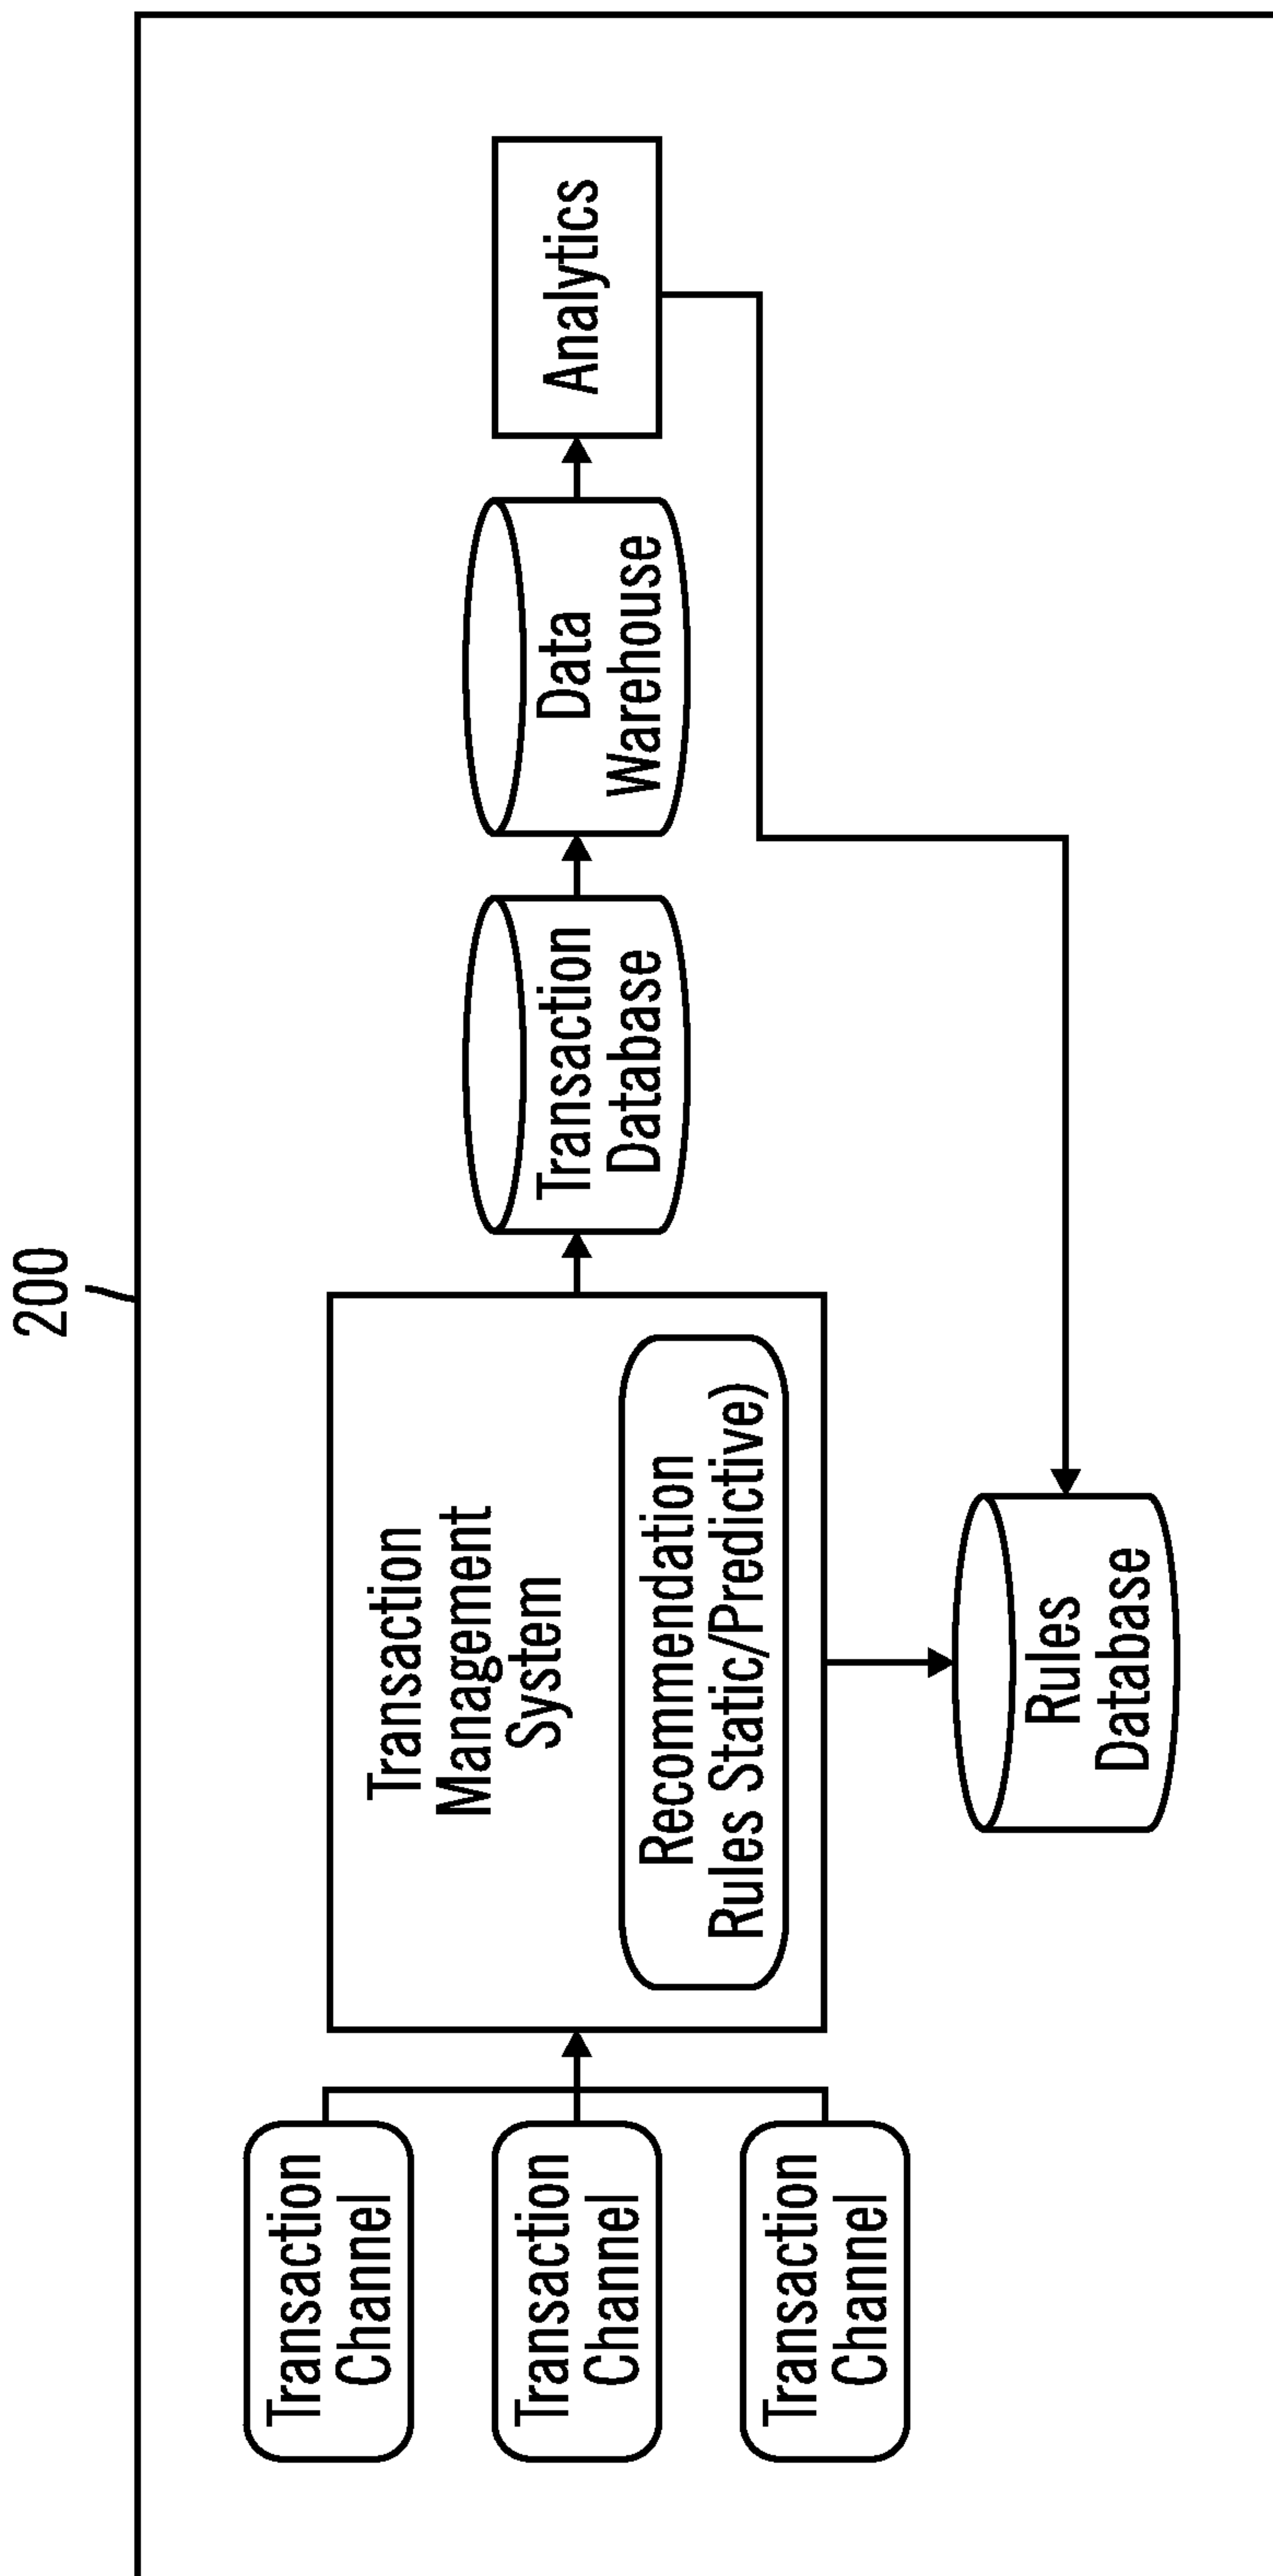 200
Transaction
Channel
Transaction
Channel
Transaction
Channel
Transaction
Management
System
Recommendation
Rules Static/Predictive)
Transaction
Database
Data
Warehouse
Analytics
Rules
Database